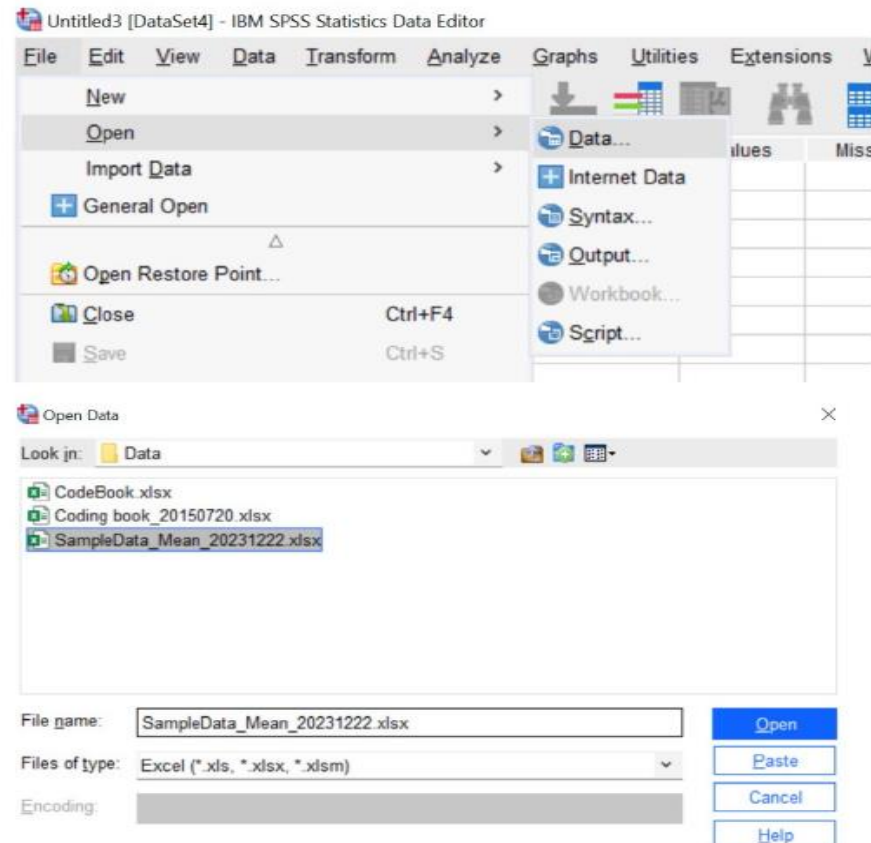 Untitled3 [DataSet4] - IBM SPSS Statistics Data Editor
File Edit View Data Transform Analyze Graphs Utilities Extensions
New >
Open >
Import Data >
General Open
Open Restore Point...
Close Ctrl+F4
Save Ctrl+S
Data...
Internet Data
Syntax...
Output...
Workbook...
Script...
alues Miss
Open Data
Look in: Data
CodeBook.xlsx
Coding book_20150720.xlsx
SampleData_Mean_20231222.xlsx
File name: SampleData_Mean_20231222.xlsx Open
Files of type: Excel (*.xls, *.xlsx, *.xlsm) Paste
Encoding: Cancel
Help